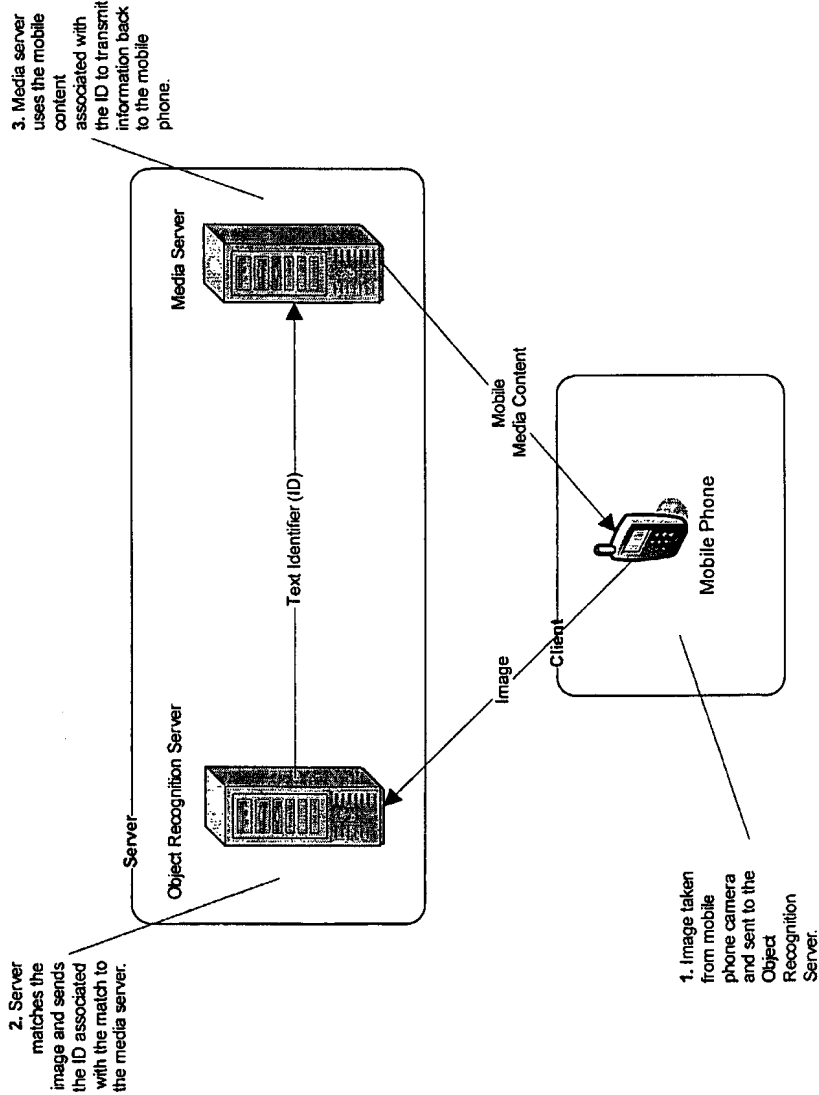 2. Server
matches the
image and sends
the ID associated
with the match to
the media server.
Server
Object Recognition Server
Text Identifier (ID)
Media Server
3. Media server
uses the mobile
content
associated with
the ID to transmit
information back
to the mobile
phone.
Image
Mobile
Media Content
Client
Mobile Phone
1. Image taken
from mobile
phone camera
and sent to the
Object
Recognition
Server.